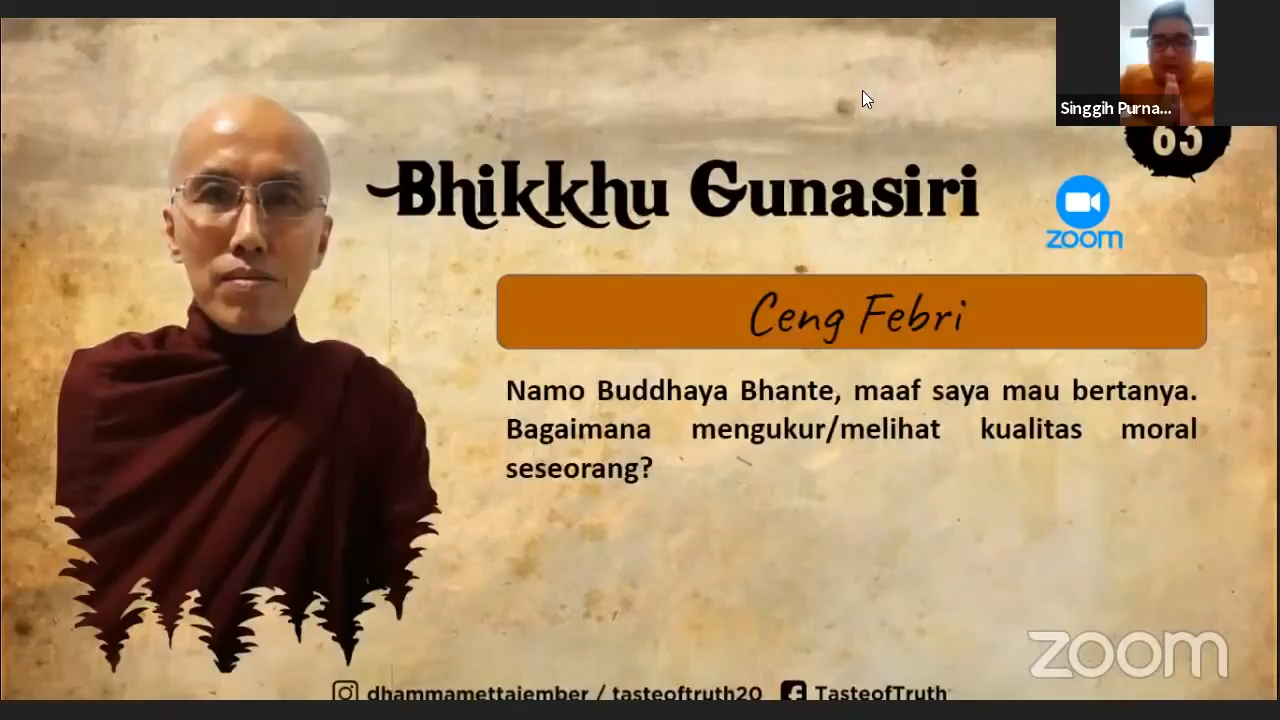 Singgih Purna...
Bhikkhu Gunasiri
zoom
Ceng Febri
Namo Buddhaya Bhante, maaf saya mau bertanya.
Bagaimana mengukur/melihat kualitas moral
seseorang?
zoom
dhammamettajember / tasteoftruth20 TasteofTruth